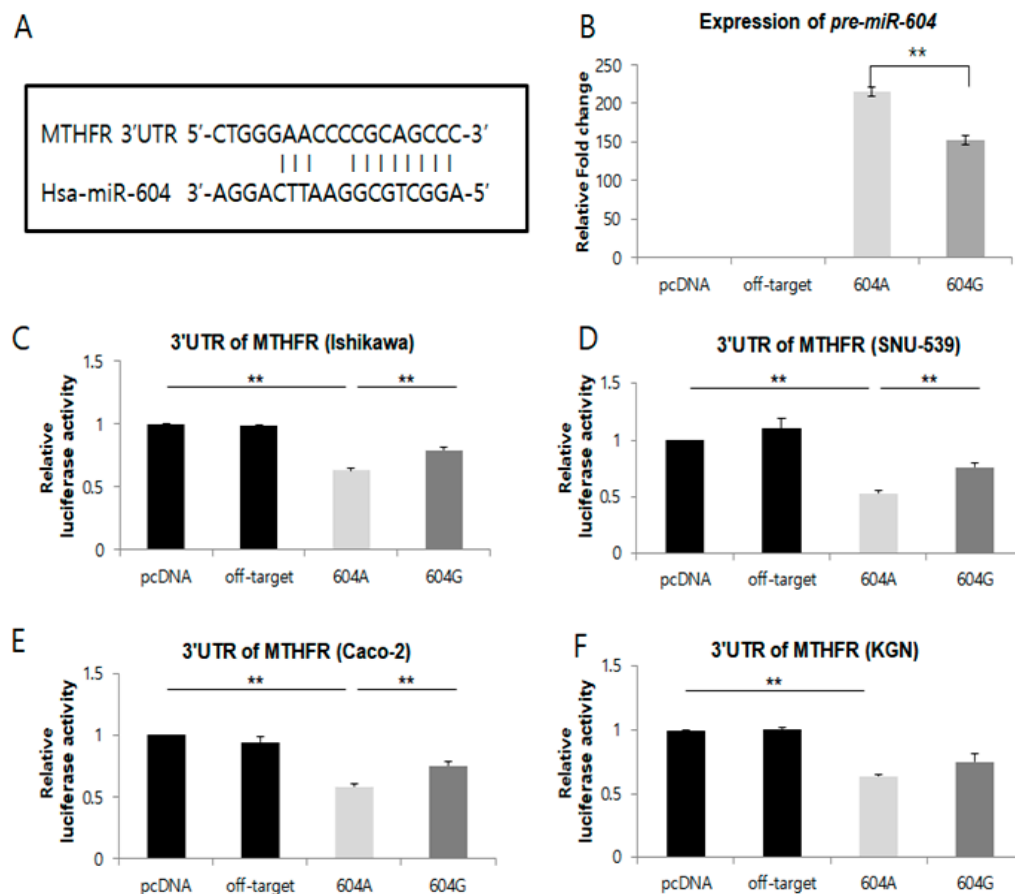 A
MTHFR 3'UTR 5'-CTGGGAACCCCGCAGCCC-3'
||| ||||||||
Hsa-miR-604 3'-AGGACTTAAGGCGTCGGA-5'
B
Expression of pre-miR-604
**
Relative Fold change
250
200
150
100
50
0
pcDNA off-target 604A 604G
C
3'UTR of MTHFR (Ishikawa)
** **
Relative
luciferase activity
1.5
1
0.5
0
pcDNA off-target 604A 604G
D
3'UTR of MTHFR (SNU-539)
** **
Relative
luciferase activity
1.5
1
0.5
0
pcDNA off-target 604A 604G
E
3'UTR of MTHFR (Caco-2)
** **
Relative
luciferase activity
1.5
1
0.5
0
pcDNA off-target 604A 604G
F
3'UTR of MTHFR (KGN)
**
Relative
luciferase activity
1.5
1
0.5
0
pcDNA off-target 604A 604G